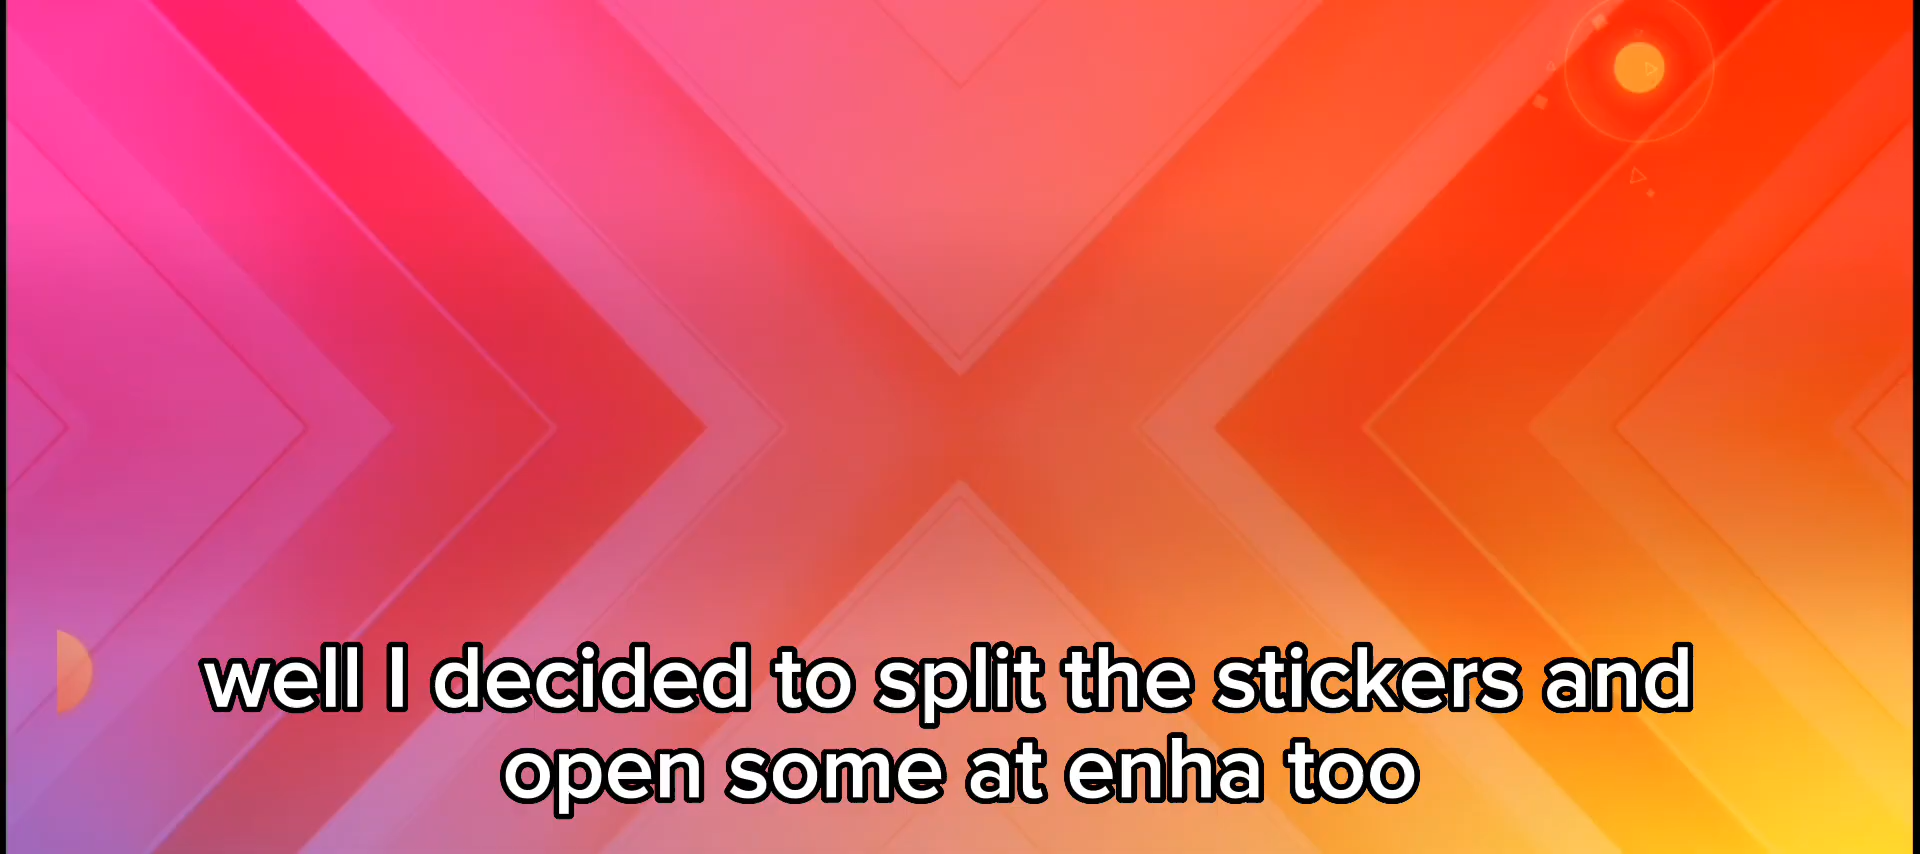 well I decided to split the stickers and
open some at enha too